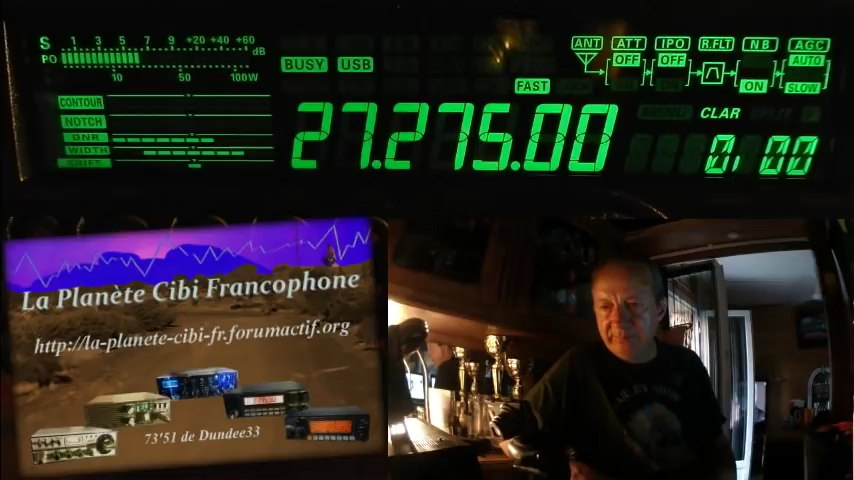 S 1 3 5 7 9 +20 +40 +60 dB
PO 10 50 100W
BUSY USB
FAST
ANT ATT IPO R.FLT NB AGC
OFF OFF AUTO
ON SLOW
CONTOUR
NOTCH
DNR
WIDTH
SHIFT
27.275.00
CLAR
0. 00
La Planète Cibi Francophone
http://la-planete-cibi-fr.forumactif.org
73'51 de Dundee33